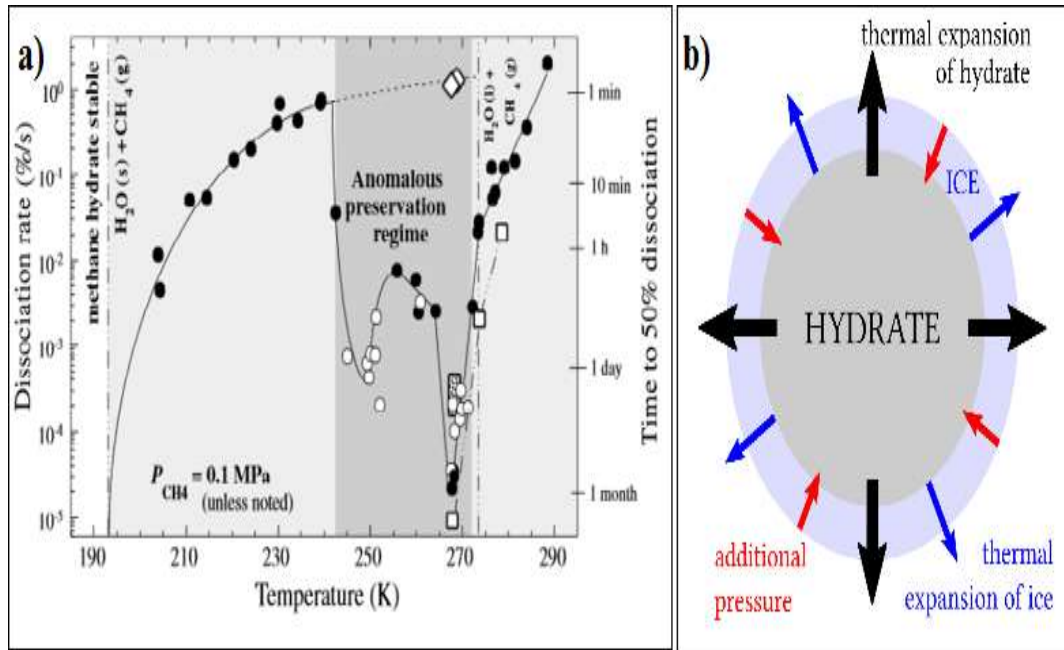 a)
Dissociation rate (%/s)
10^0
10^-1
10^-2
10^-3
10^-4
10^-5
methane hydrate stable
H2O (s) + CH4 (g)
Anomalous
preservation
regime
H2O (l) +
CH4 (g)
P CH4 = 0.1 MPa
(unless noted)
1 min
10 min
1 h
1 day
1 month
Time to 50% dissociation
190 210 230 250 270 290
Temperature (K)
b)
thermal expansion
of hydrate
ICE
HYDRATE
additional
pressure
thermal
expansion of ice